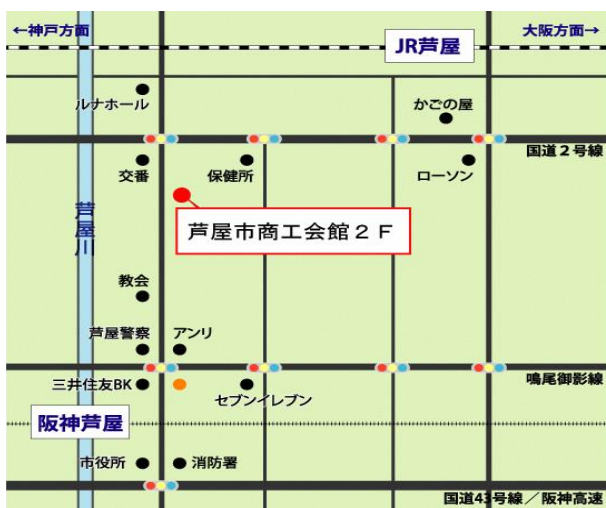 ←神戸方面
大阪方面→
JR芦屋
ルナホール
かごの屋
国道2号線
交番
保健所
ローソン
芦屋川
芦屋市商工会館２Ｆ
教会
芦屋警察
アンリ
三井住友BK
セブンイレブン
鳴尾御影線
阪神芦屋
市役所
消防署
国道43号線／阪神高速